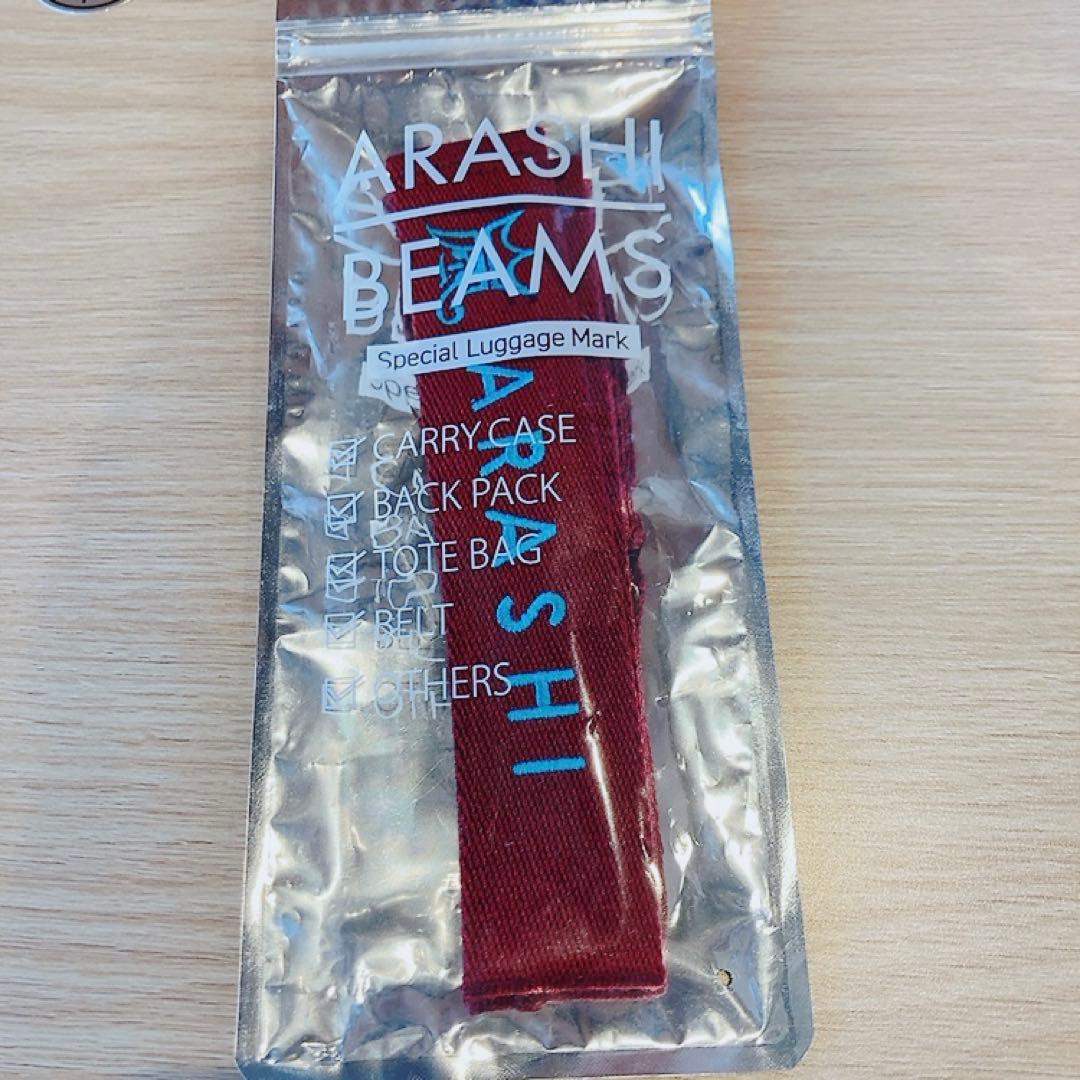 ARASHI
BEAMS
Special Luggage Mark
CARRY CASE
BACK PACK
TOTE BAG
BELT
OTHERS
ARASHI